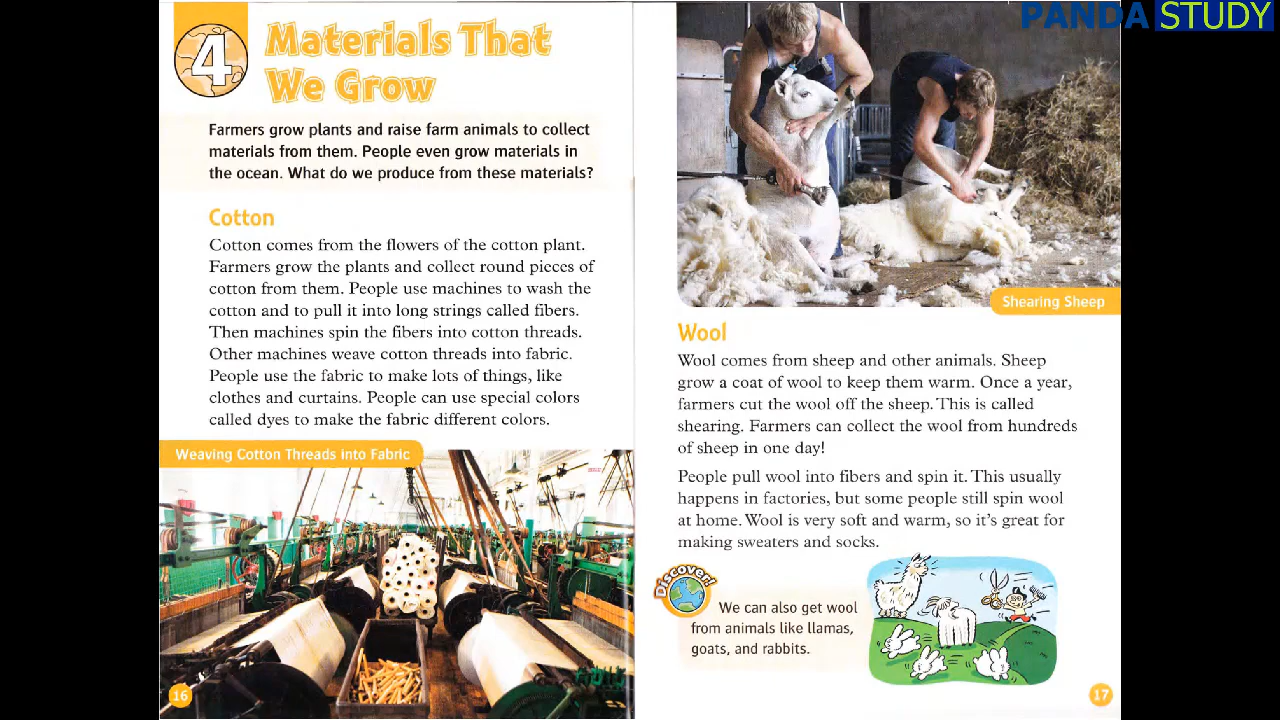 PANDA STUDY
4
Materials That
We Grow
Farmers grow plants and raise farm animals to collect
materials from them. People even grow materials in
the ocean. What do we produce from these materials?
Cotton
Cotton comes from the flowers of the cotton plant.
Farmers grow the plants and collect round pieces of
cotton from them. People use machines to wash the
cotton and to pull it into long strings called fibers.
Then machines spin the fibers into cotton threads.
Other machines weave cotton threads into fabric.
People use the fabric to make lots of things, like
clothes and curtains. People can use special colors
called dyes to make the fabric different colors.
Weaving Cotton Threads into Fabric
16
Shearing Sheep
Wool
Wool comes from sheep and other animals. Sheep
grow a coat of wool to keep them warm. Once a year,
farmers cut the wool off the sheep. This is called
shearing. Farmers can collect the wool from hundreds
of sheep in one day!
People pull wool into fibers and spin it. This usually
happens in factories, but some people still spin wool
at home. Wool is very soft and warm, so it's great for
making sweaters and socks.
Discover!
We can also get wool
from animals like llamas,
goats, and rabbits.
17